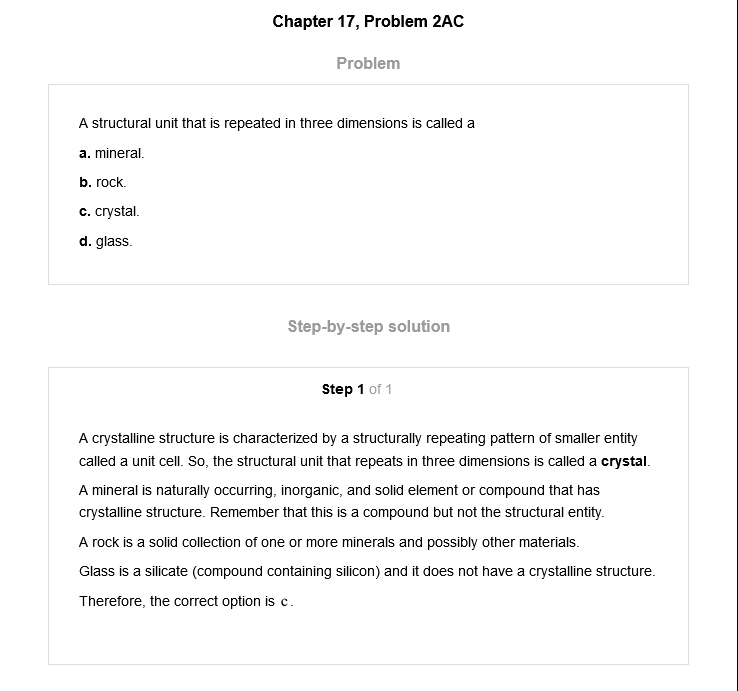 Chapter 17, Problem 2AC
Problem
A structural unit that is repeated in three dimensions is called a
a. mineral.
b. rock.
c. crystal.
d. glass.
Step-by-step solution
Step 1 of 1
A crystalline structure is characterized by a structurally repeating pattern of smaller entity
called a unit cell. So, the structural unit that repeats in three dimensions is called a crystal.
A mineral is naturally occurring, inorganic, and solid element or compound that has
crystalline structure. Remember that this is a compound but not the structural entity.
A rock is a solid collection of one or more minerals and possibly other materials.
Glass is a silicate (compound containing silicon) and it does not have a crystalline structure.
Therefore, the correct option is c.